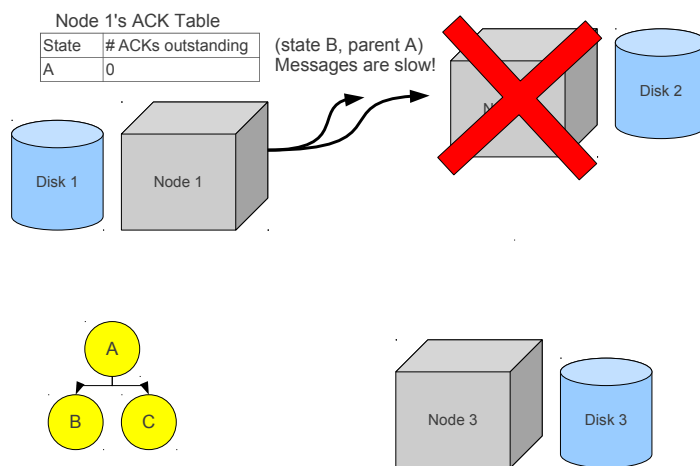 Node 1's ACK Table
State # ACKs outstanding
A 0
(state B, parent A)
Messages are slow!
Disk 2
Disk 1
Node 1
A
B
C
Node 3
Disk 3